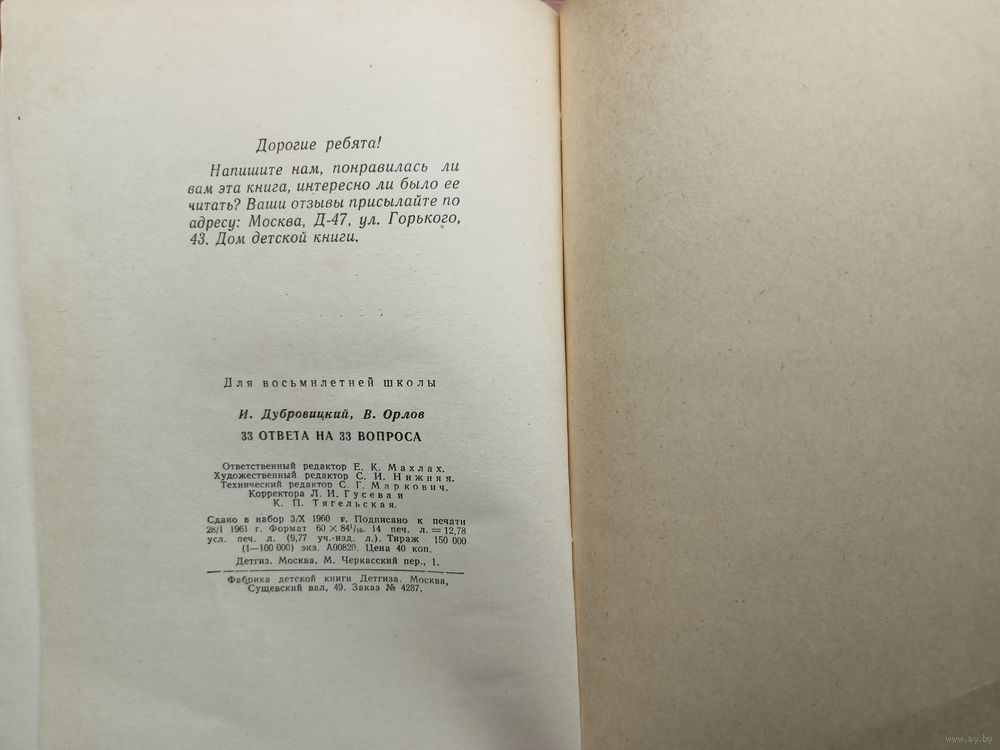 Дорогие ребята!
Напишите нам, понравилась ли
вам эта книга, интересно ли было ее
читать? Ваши отзывы присылайте по
адресу: Москва, Д-47, ул. Горького,
43. Дом детской книги.
Для восьмилетней школы
И. Дубровицкий, В. Орлов
33 ОТВЕТА НА 33 ВОПРОСА
Ответственный редактор Е. К. Махлах.
Художественный редактор С. И. Нижняя.
Технический редактор С. Г. Маркович.
Корректора Л. И. Гусева и
К. П. Тягельская.
Сдано в набор 3/X 1960 г. Подписано к печати
28/I 1961 г. Формат 60 × 84¹/₁₆. 14 печ. л. = 12,78
усл. печ. л. (9,77 уч.-изд. л.). Тираж 150 000
(1—100 000) экз. А00820. Цена 40 коп.
Детгиз. Москва, М. Черкасский пер., 1.
Фабрика детской книги Детгиза. Москва,
Сущевский вал, 49. Заказ № 4287.
www.ay.by